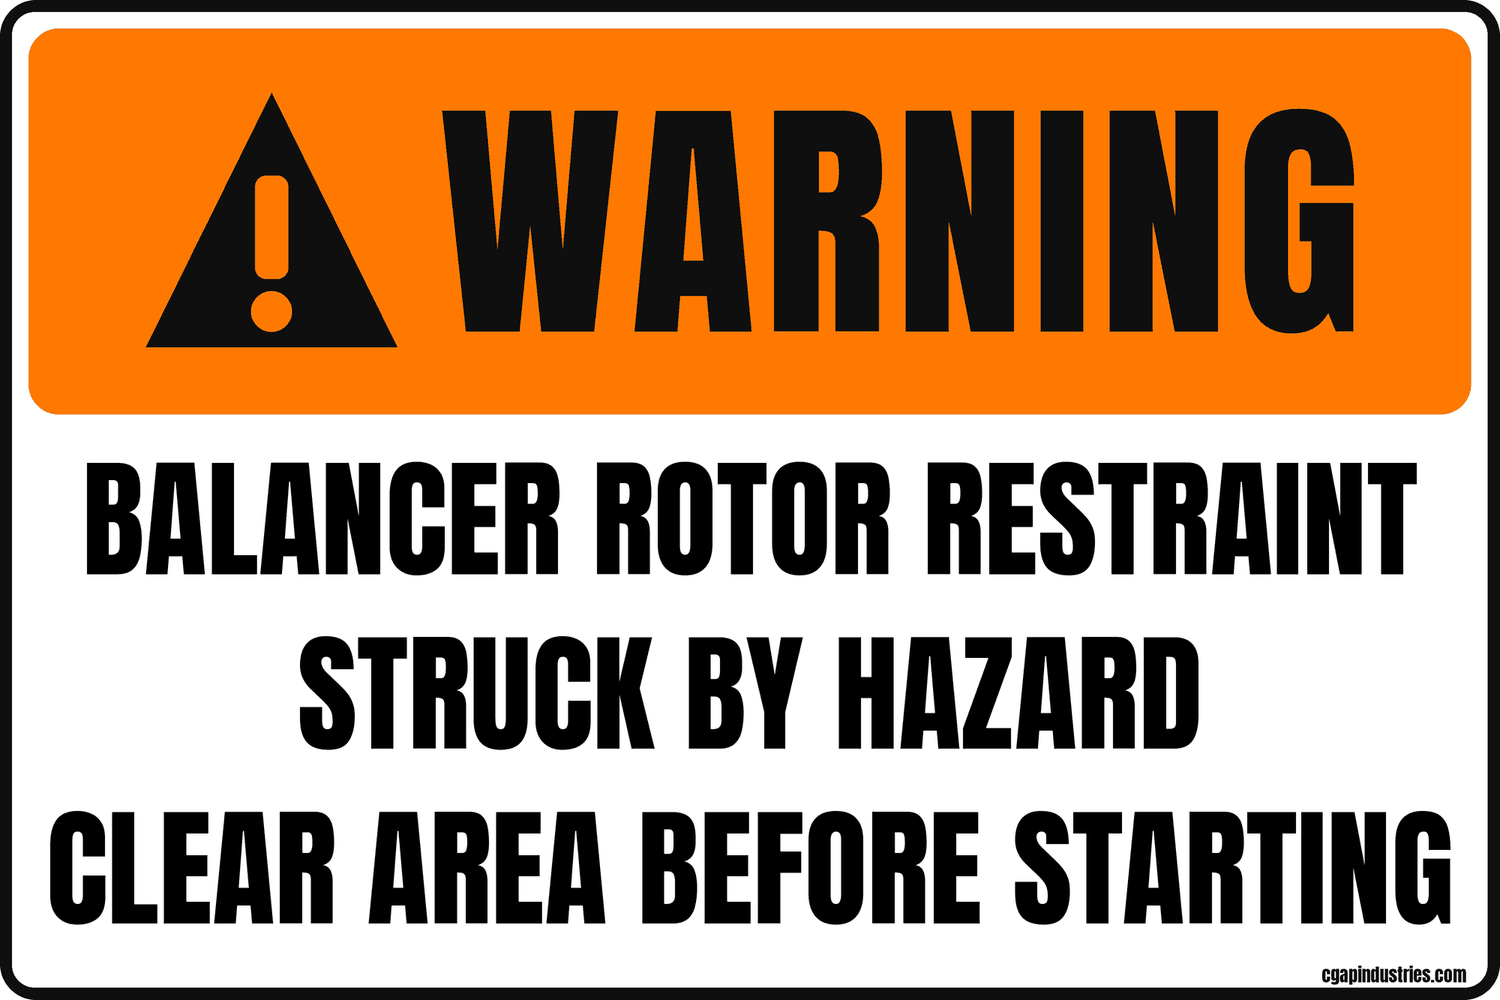 WARNING
BALANCER ROTOR RESTRAINT
STRUCK BY HAZARD
CLEAR AREA BEFORE STARTING
cgapindustries.com